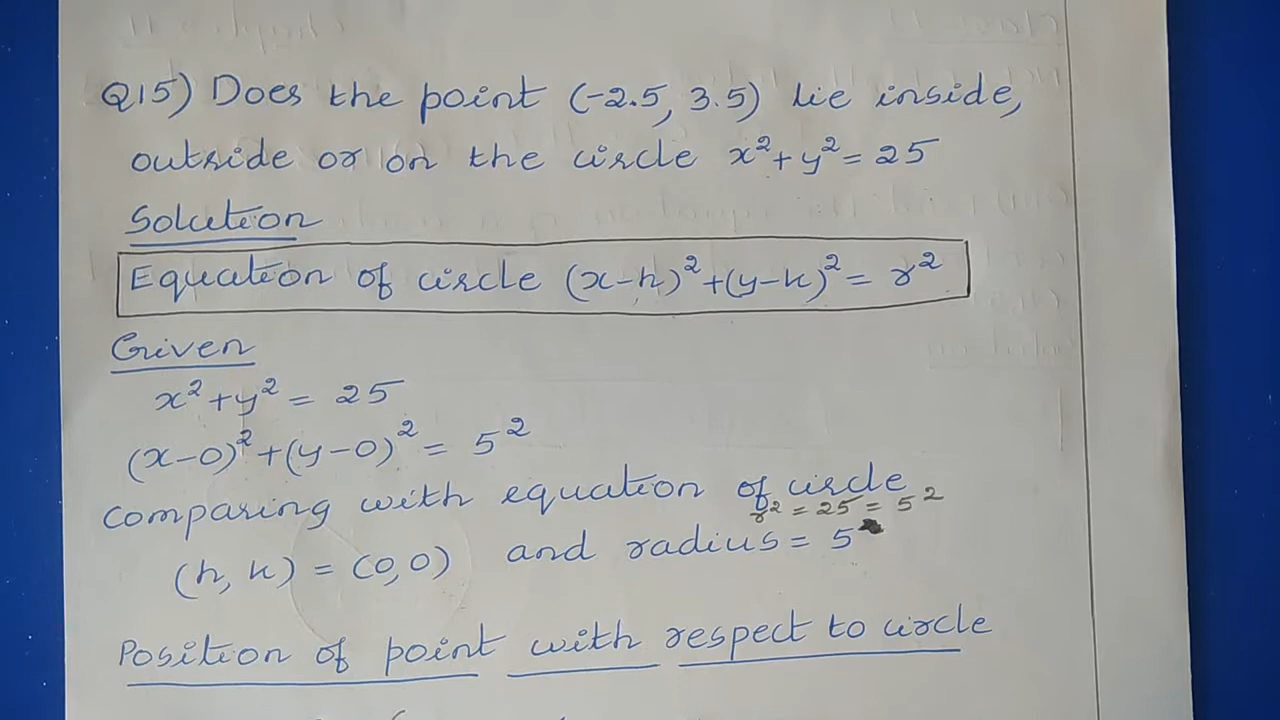 Q15) Does the point (-2.5, 3.5) lie inside,
outside or on the circle x² + y² = 25
Solution
Equation of circle (x-h)² + (y-k)² = r²
Given
x² + y² = 25
(x-0)² + (y-0)² = 5²
comparing with equation of circle
r² = 25 = 5²
(h, k) = (0,0) and radius = 5
Position of point with respect to circle